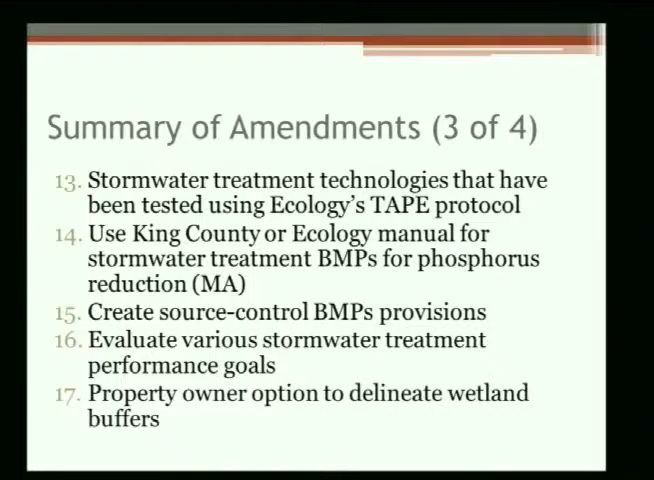 Summary of Amendments (3 of 4)
13. Stormwater treatment technologies that have
been tested using Ecology's TAPE protocol
14. Use King County or Ecology manual for
stormwater treatment BMPs for phosphorus
reduction (MA)
15. Create source-control BMPs provisions
16. Evaluate various stormwater treatment
performance goals
17. Property owner option to delineate wetland
buffers